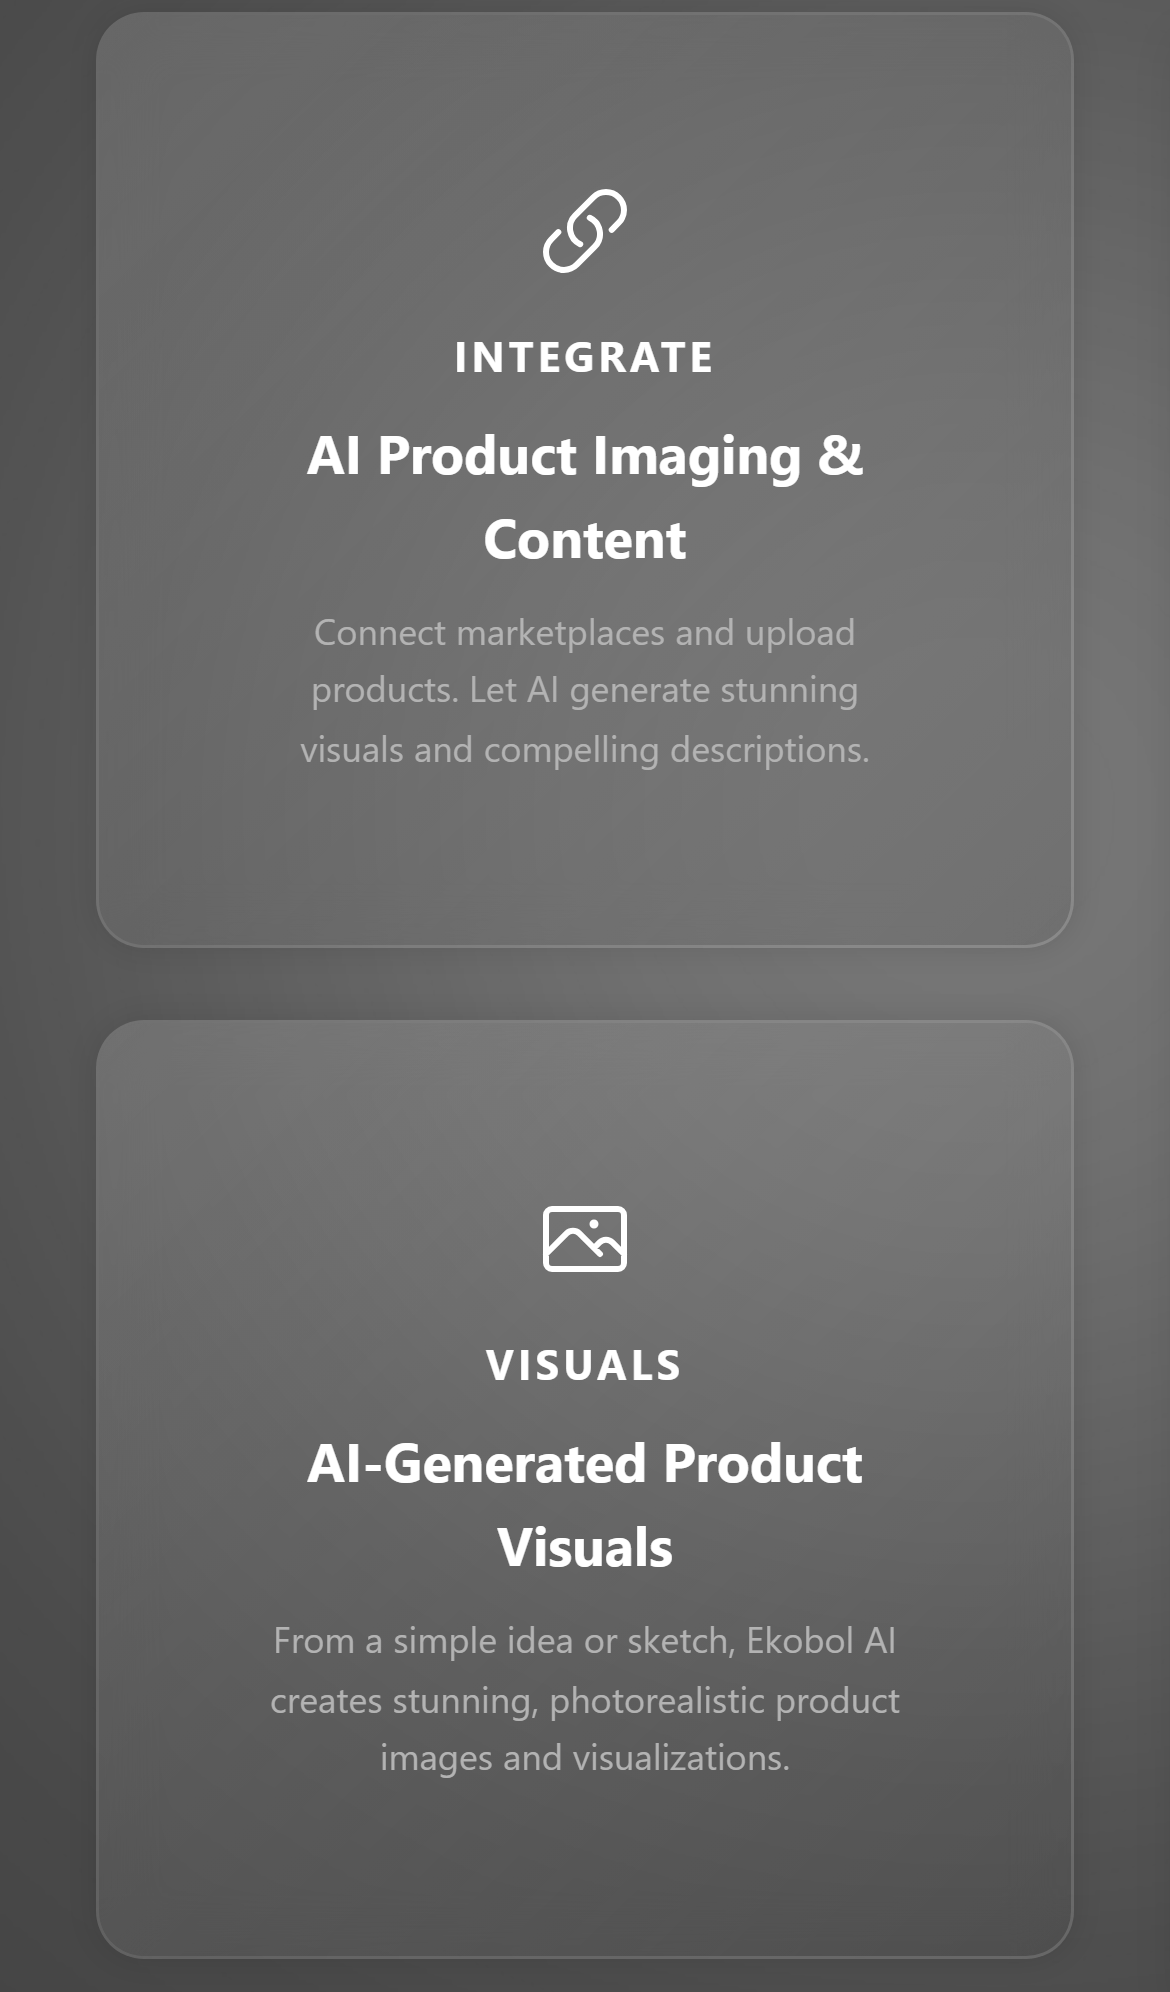 INTEGRATE
AI Product Imaging &
Content
Connect marketplaces and upload
products. Let AI generate stunning
visuals and compelling descriptions.
VISUALS
AI-Generated Product
Visuals
From a simple idea or sketch, Ekobol AI
creates stunning, photorealistic product
images and visualizations.